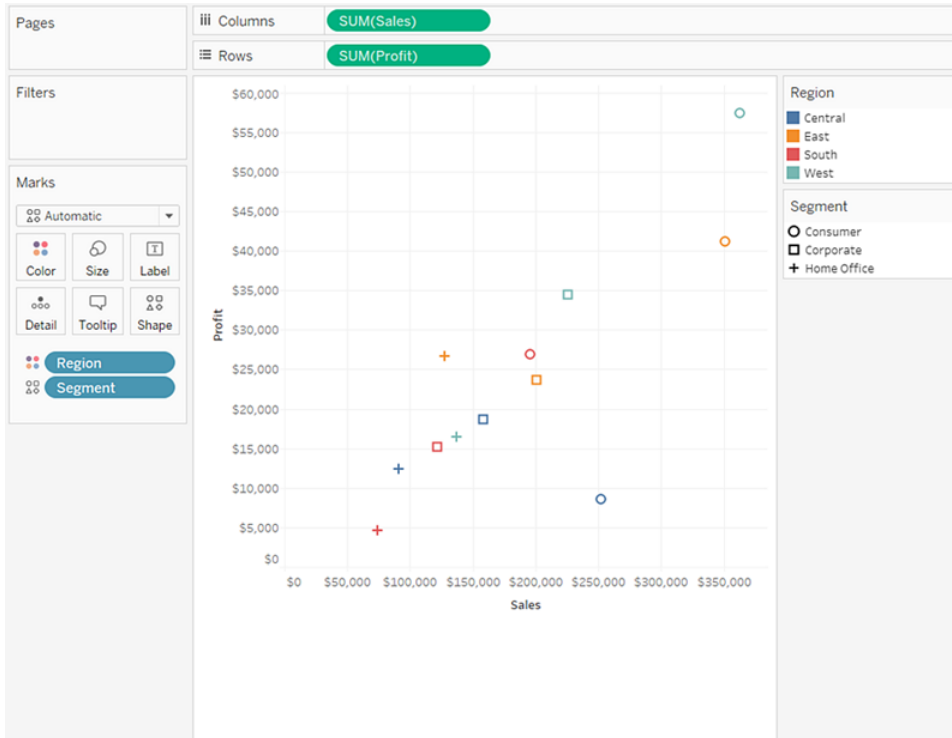 Pages
Columns
SUM(Sales)
Rows
SUM(Profit)
Filters
Marks
Automatic
Color
Size
Label
Detail
Tooltip
Shape
Region
Segment
$60,000
$55,000
$50,000
$45,000
$40,000
$35,000
$30,000
$25,000
$20,000
$15,000
$10,000
$5,000
$0
Profit
$0 $50,000 $100,000 $150,000 $200,000 $250,000 $300,000 $350,000
Sales
Region
Central
East
South
West
Segment
Consumer
Corporate
Home Office